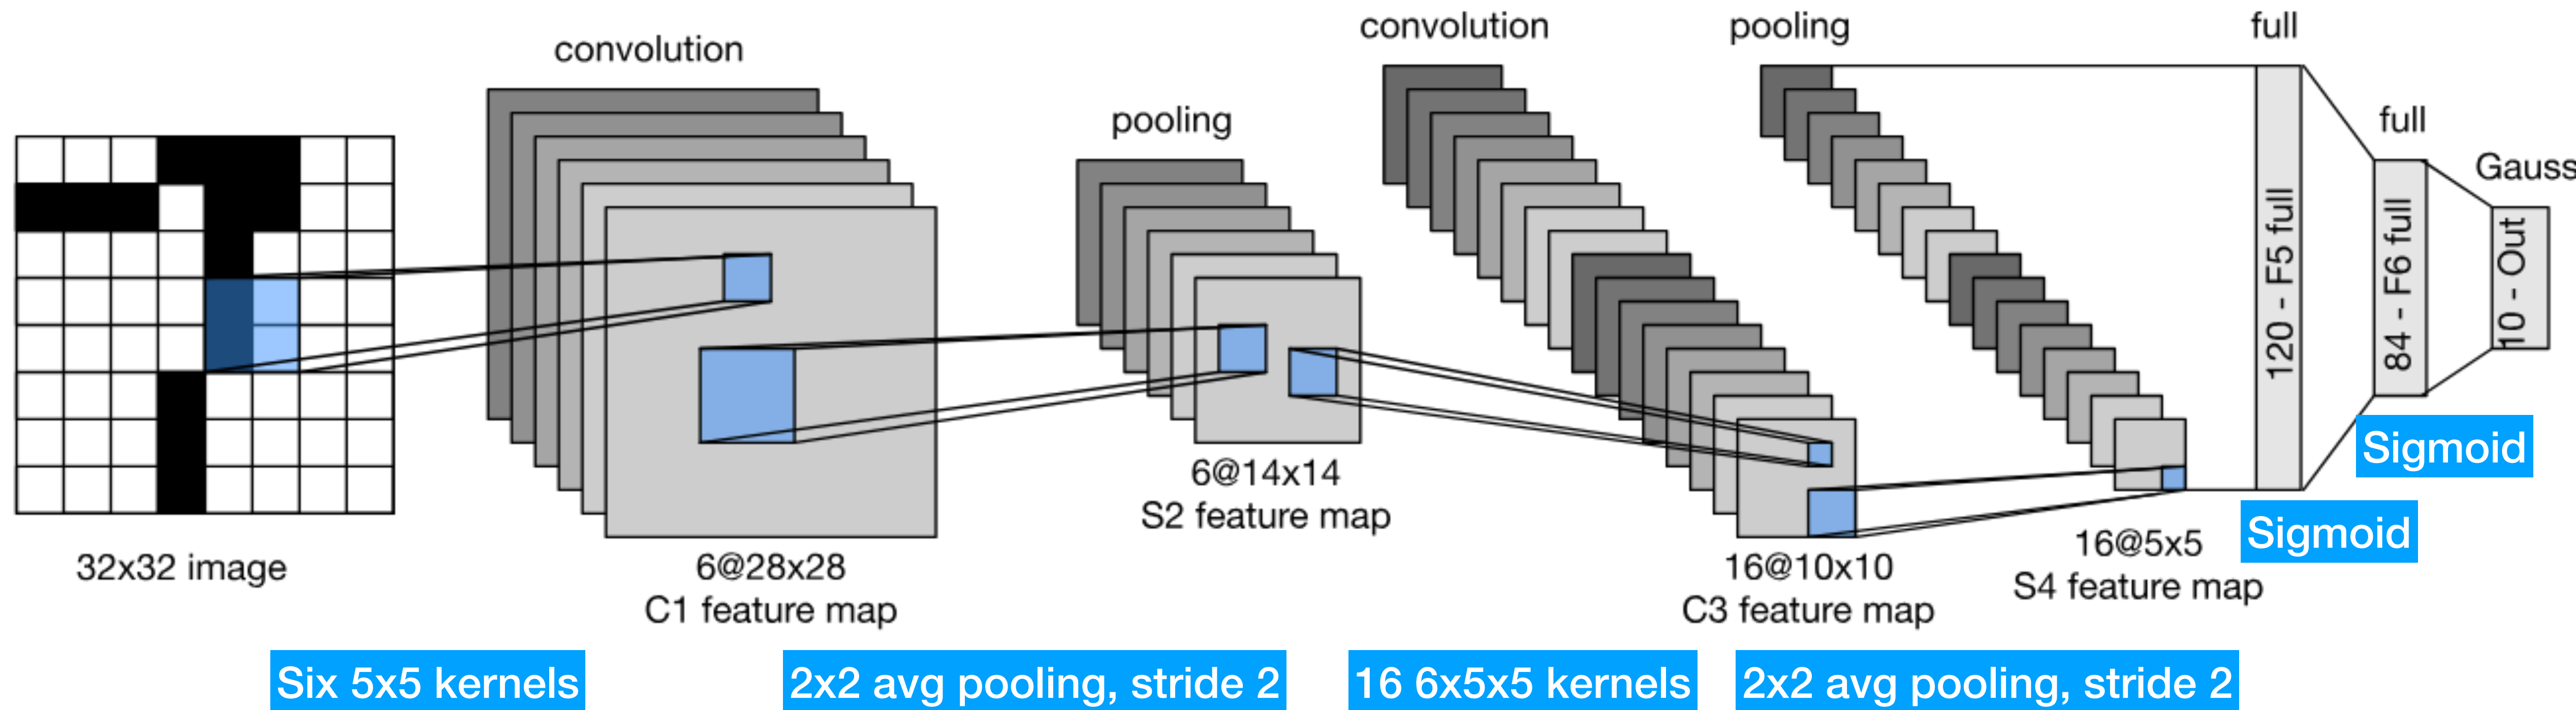 convolution
pooling
convolution
pooling
full
full
Gauss
120 - F5 full
84 - F6 full
10 - Out
32x32 image
6@28x28
C1 feature map
6@14x14
S2 feature map
16@10x10
C3 feature map
16@5x5
S4 feature map
Sigmoid
Sigmoid
Six 5x5 kernels
2x2 avg pooling, stride 2
16 6x5x5 kernels
2x2 avg pooling, stride 2